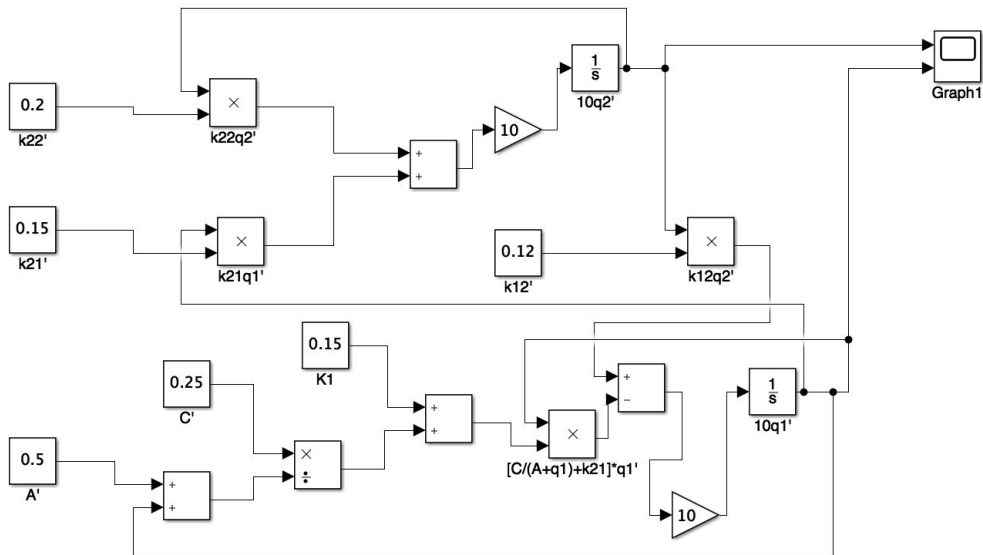 1
s
10q2'
Graph1
0.2
k22'
×
k22q2'
10
+
+
0.15
k21'
×
k21q1'
0.12
k12'
×
k12q2'
0.15
K1
0.25
C'
+
+
+
−
1
s
10q1'
×
[C/(A+q1)+k21]*q1'
0.5
A'
×
÷
+
+
10